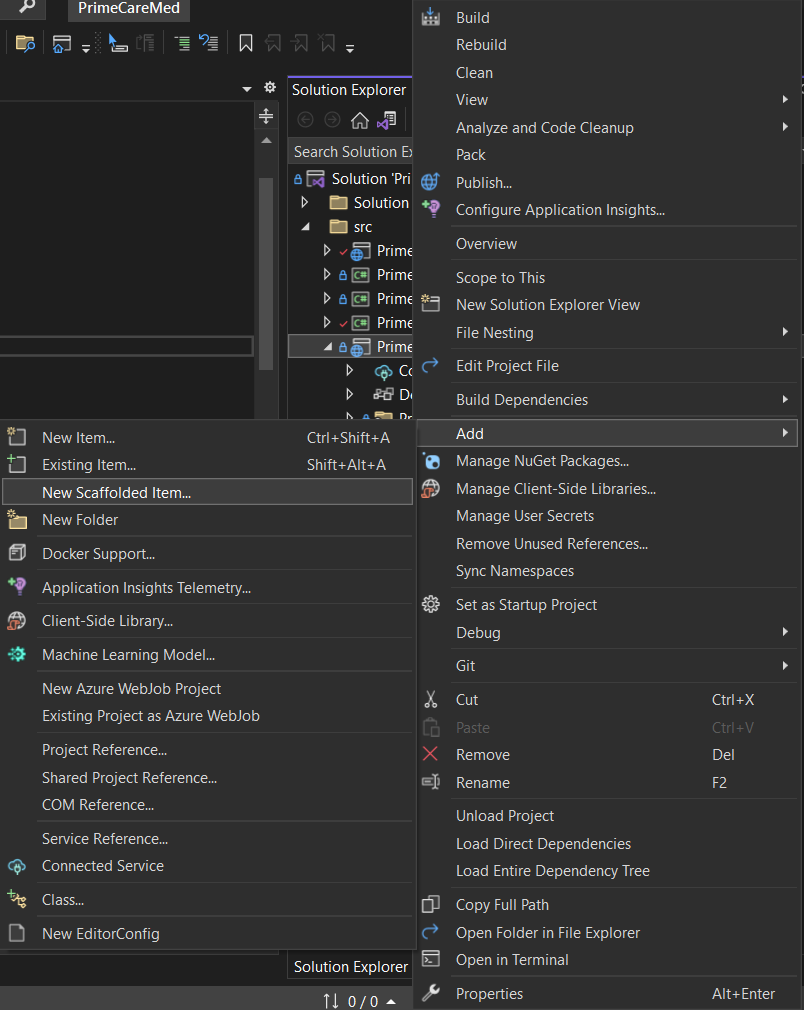 PrimeCareMed
Solution Explorer
Search Solution Ex
Solution 'Pri
Solution
src
Prime
Prime
Prime
Prime
Prime
Co
De
Pr
New Item... Ctrl+Shift+A
Existing Item... Shift+Alt+A
New Scaffolded Item...
New Folder
Docker Support...
Application Insights Telemetry...
Client-Side Library...
Machine Learning Model...
New Azure WebJob Project
Existing Project as Azure WebJob
Project Reference...
Shared Project Reference...
COM Reference...
Service Reference...
Connected Service
Class...
New EditorConfig
Solution Explorer
0 / 0
Build
Rebuild
Clean
View
Analyze and Code Cleanup
Pack
Publish...
Configure Application Insights...
Overview
Scope to This
New Solution Explorer View
File Nesting
Edit Project File
Build Dependencies
Add
Manage NuGet Packages...
Manage Client-Side Libraries...
Manage User Secrets
Remove Unused References...
Sync Namespaces
Set as Startup Project
Debug
Git
Cut Ctrl+X
Paste Ctrl+V
Remove Del
Rename F2
Unload Project
Load Direct Dependencies
Load Entire Dependency Tree
Copy Full Path
Open Folder in File Explorer
Open in Terminal
Properties Alt+Enter